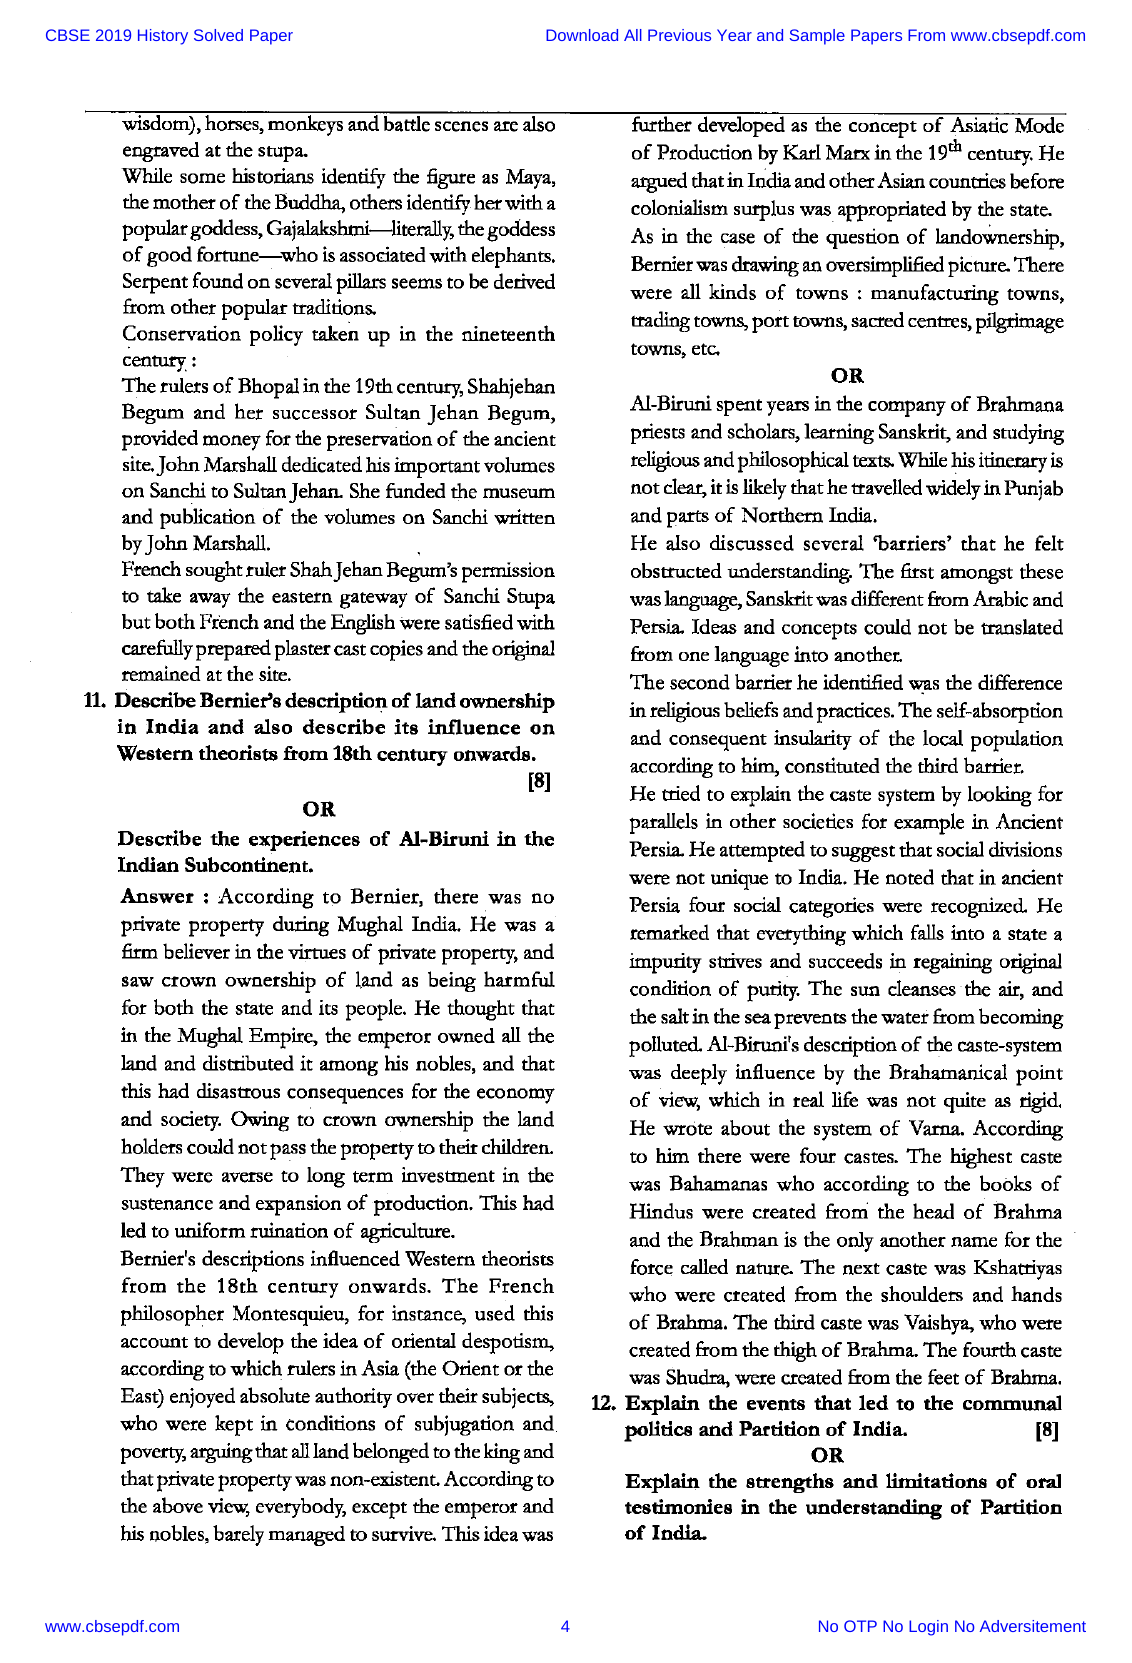 CBSE 2019 History Solved Paper
Download All Previous Year and Sample Papers From www.cbsepdf.com
wisdom), horses, monkeys and battle scenes are also
engraved at the stupa.
While some historians identify the figure as Maya,
the mother of the Buddha, others identify her with a
popular goddess, Gajalakshmi—literally, the goddess
of good fortune—who is associated with elephants.
Serpent found on several pillars seems to be derived
from other popular traditions.
Conservation policy taken up in the nineteenth
century :
The rulers of Bhopal in the 19th century, Shahjehan
Begum and her successor Sultan Jehan Begum,
provided money for the preservation of the ancient
site. John Marshall dedicated his important volumes
on Sanchi to Sultan Jehan. She funded the museum
and publication of the volumes on Sanchi written
by John Marshall.
French sought ruler Shah Jehan Begum's permission
to take away the eastern gateway of Sanchi Stupa
but both French and the English were satisfied with
carefully prepared plaster cast copies and the original
remained at the site.
11. Describe Bernier's description of land ownership
in India and also describe its influence on
Western theorists from 18th century onwards.
[8]
OR
Describe the experiences of Al-Biruni in the
Indian Subcontinent.
Answer : According to Bernier, there was no
private property during Mughal India. He was a
firm believer in the virtues of private property, and
saw crown ownership of land as being harmful
for both the state and its people. He thought that
in the Mughal Empire, the emperor owned all the
land and distributed it among his nobles, and that
this had disastrous consequences for the economy
and society. Owing to crown ownership the land
holders could not pass the property to their children.
They were averse to long term investment in the
sustenance and expansion of production. This had
led to uniform ruination of agriculture.
Bernier's descriptions influenced Western theorists
from the 18th century onwards. The French
philosopher Montesquieu, for instance, used this
account to develop the idea of oriental despotism,
according to which rulers in Asia (the Orient or the
East) enjoyed absolute authority over their subjects,
who were kept in conditions of subjugation and
poverty, arguing that all land belonged to the king and
that private property was non-existent. According to
the above view, everybody, except the emperor and
his nobles, barely managed to survive. This idea was
further developed as the concept of Asiatic Mode
of Production by Karl Marx in the 19th century. He
argued that in India and other Asian countries before
colonialism surplus was appropriated by the state.
As in the case of the question of landownership,
Bernier was drawing an oversimplified picture. There
were all kinds of towns : manufacturing towns,
trading towns, port towns, sacred centres, pilgrimage
towns, etc.
OR
Al-Biruni spent years in the company of Brahmana
priests and scholars, learning Sanskrit, and studying
religious and philosophical texts. While his itinerary is
not clear, it is likely that he travelled widely in Punjab
and parts of Northern India.
He also discussed several 'barriers' that he felt
obstructed understanding. The first amongst these
was language, Sanskrit was different from Arabic and
Persia. Ideas and concepts could not be translated
from one language into another.
The second barrier he identified was the difference
in religious beliefs and practices. The self-absorption
and consequent insularity of the local population
according to him, constituted the third barrier.
He tried to explain the caste system by looking for
parallels in other societies for example in Ancient
Persia. He attempted to suggest that social divisions
were not unique to India. He noted that in ancient
Persia four social categories were recognized. He
remarked that everything which falls into a state a
impurity strives and succeeds in regaining original
condition of purity. The sun cleanses the air, and
the salt in the sea prevents the water from becoming
polluted. Al-Biruni's description of the caste-system
was deeply influence by the Brahamanical point
of view, which in real life was not quite as rigid.
He wrote about the system of Varna. According
to him there were four castes. The highest caste
was Bahamanas who according to the books of
Hindus were created from the head of Brahma
and the Brahman is the only another name for the
force called nature. The next caste was Kshatriyas
who were created from the shoulders and hands
of Brahma. The third caste was Vaishya, who were
created from the thigh of Brahma. The fourth caste
was Shudra, were created from the feet of Brahma.
12. Explain the events that led to the communal
politics and Partition of India. [8]
OR
Explain the strengths and limitations of oral
testimonies in the understanding of Partition
of India.
www.cbsepdf.com
4
No OTP No Login No Adversitement